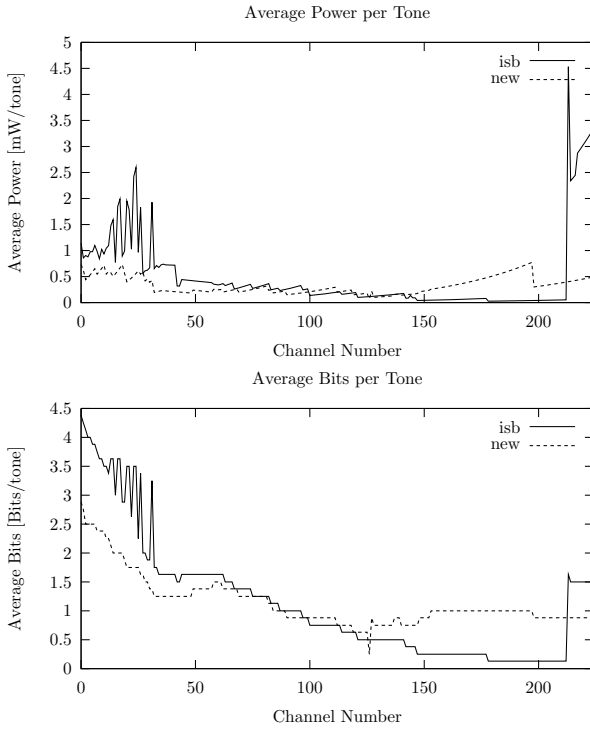 Average Power per Tone
5
4.5
4
3.5
3
2.5
2
1.5
1
0.5
0
Average Power [mW/tone]
isb
new
0 50 100 150 200
Channel Number
Average Bits per Tone
4.5
4
3.5
3
2.5
2
1.5
1
0.5
0
Average Bits [Bits/tone]
isb
new
0 50 100 150 200
Channel Number